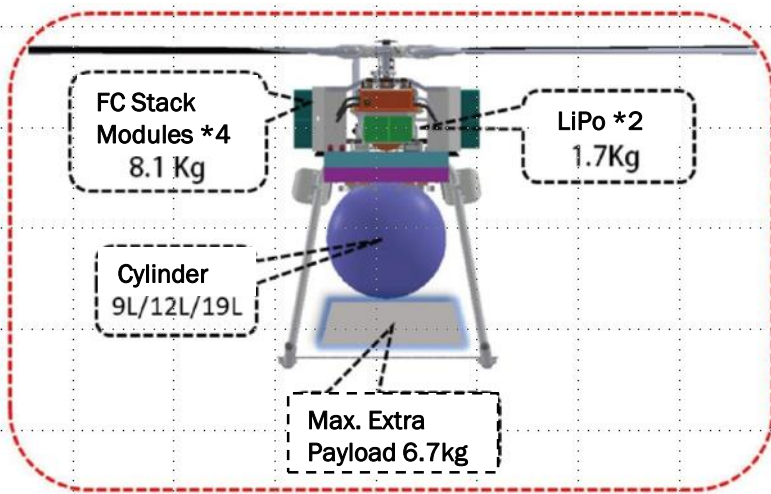 FC Stack
Modules *4
8.1 Kg
LiPo *2
1.7Kg
Cylinder
9L/12L/19L
Max. Extra
Payload 6.7kg